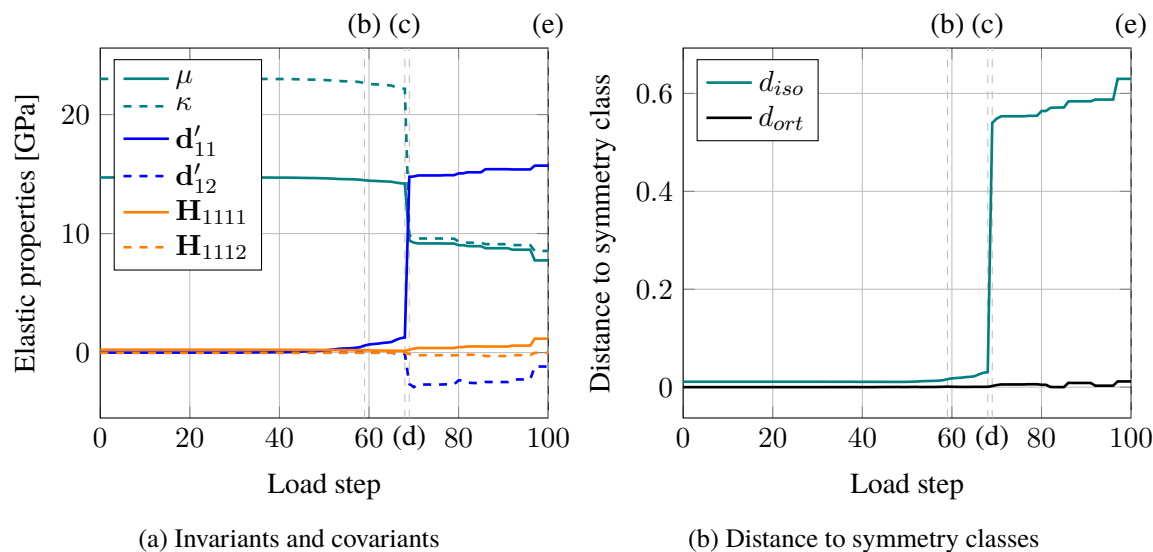 (b) (c) (e)
20
10
0
0 20 40 60 (d) 80 100
Elastic properties [GPa]
Load step
μ
κ
d′11
d′12
H1111
H1112
(a) Invariants and covariants
(b) (c) (e)
0.6
0.4
0.2
0
0 20 40 60 (d) 80 100
Distance to symmetry class
Load step
diso
dort
(b) Distance to symmetry classes